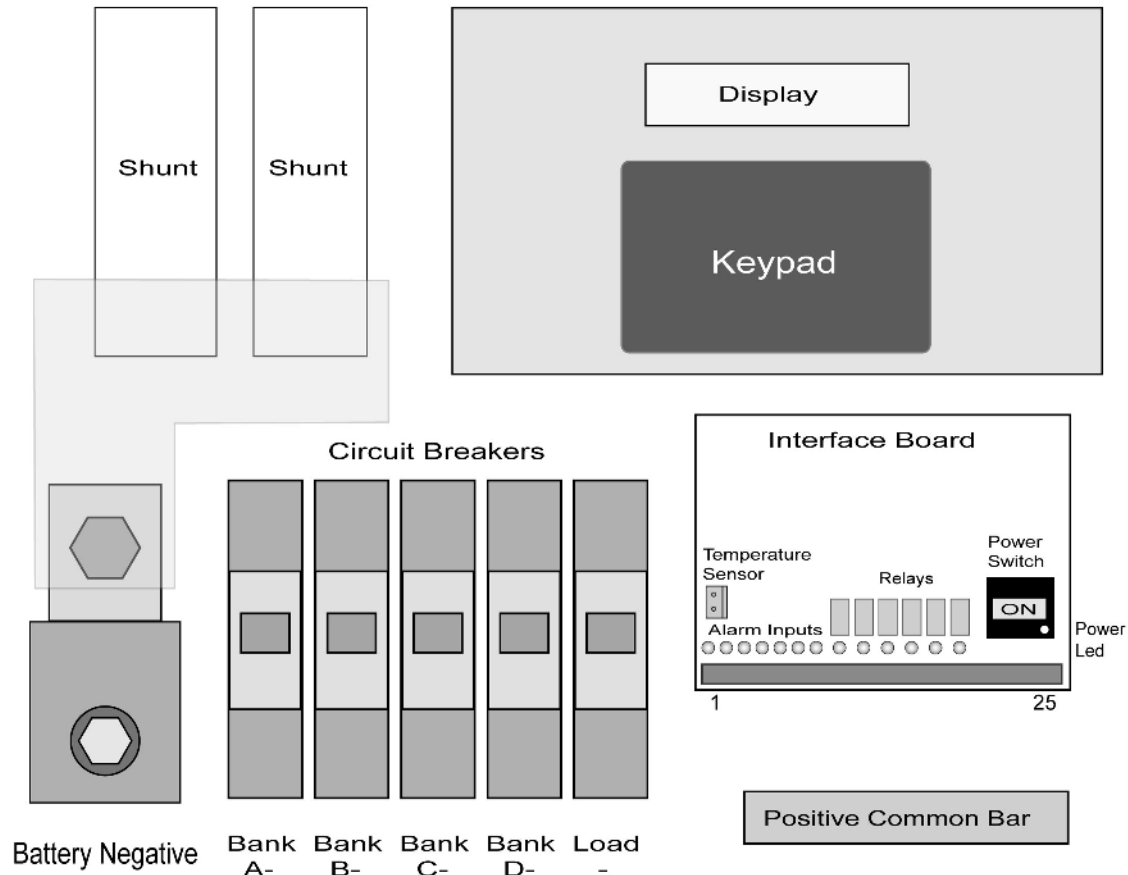 Shunt
Shunt
Display
Keypad
Circuit Breakers
Interface Board
Temperature
Sensor
Relays
Power
Switch
ON
Alarm Inputs
Power
Led
1
25
Positive Common Bar
Battery Negative
Bank
A-
Bank
B-
Bank
C-
Bank
D-
Load
-